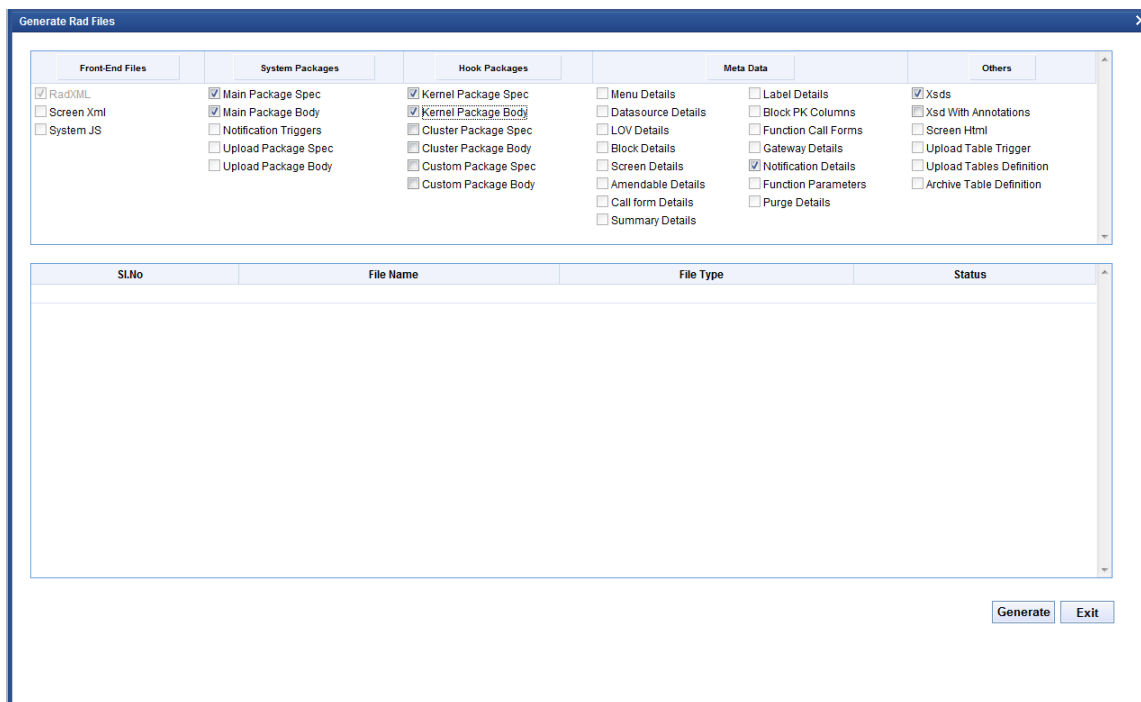 Generate Rad Files
Front-End Files System Packages Hook Packages Meta Data Others
RadXML Main Package Spec Kernel Package Spec Menu Details Label Details Xsds
Screen Xml Main Package Body Kernel Package Body Datasource Details Block PK Columns Xsd With Annotations
System JS Notification Triggers Cluster Package Spec LOV Details Function Call Forms Screen Html
Upload Package Spec Cluster Package Body Block Details Gateway Details Upload Table Trigger
Upload Package Body Custom Package Spec Screen Details Notification Details Upload Tables Definition
Custom Package Body Amendable Details Function Parameters Archive Table Definition
Call form Details Purge Details
Summary Details
Sl.No File Name File Type Status
Generate Exit